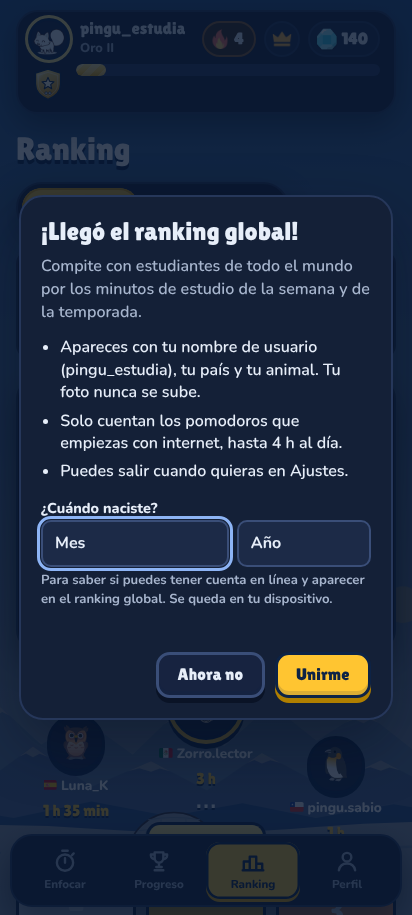 pingu_estudia
Oro II
4
140
Ranking
¡Llegó el ranking global!
Compite con estudiantes de todo el mundo
por los minutos de estudio de la semana y de
la temporada.
• Apareces con tu nombre de usuario
(pingu_estudia), tu país y tu animal. Tu
foto nunca se sube.
• Solo cuentan los pomodoros que
empiezas con internet, hasta 4 h al día.
• Puedes salir cuando quieras en Ajustes.
¿Cuándo naciste?
Mes
Año
Para saber si puedes tener cuenta en línea y aparecer
en el ranking global. Se queda en tu dispositivo.
Ahora no
Unirme
Zorro.lector
3 h
Luna_K
1 h 35 min
pingu.sabio
...
Enfocar
Progreso
Ranking
Perfil